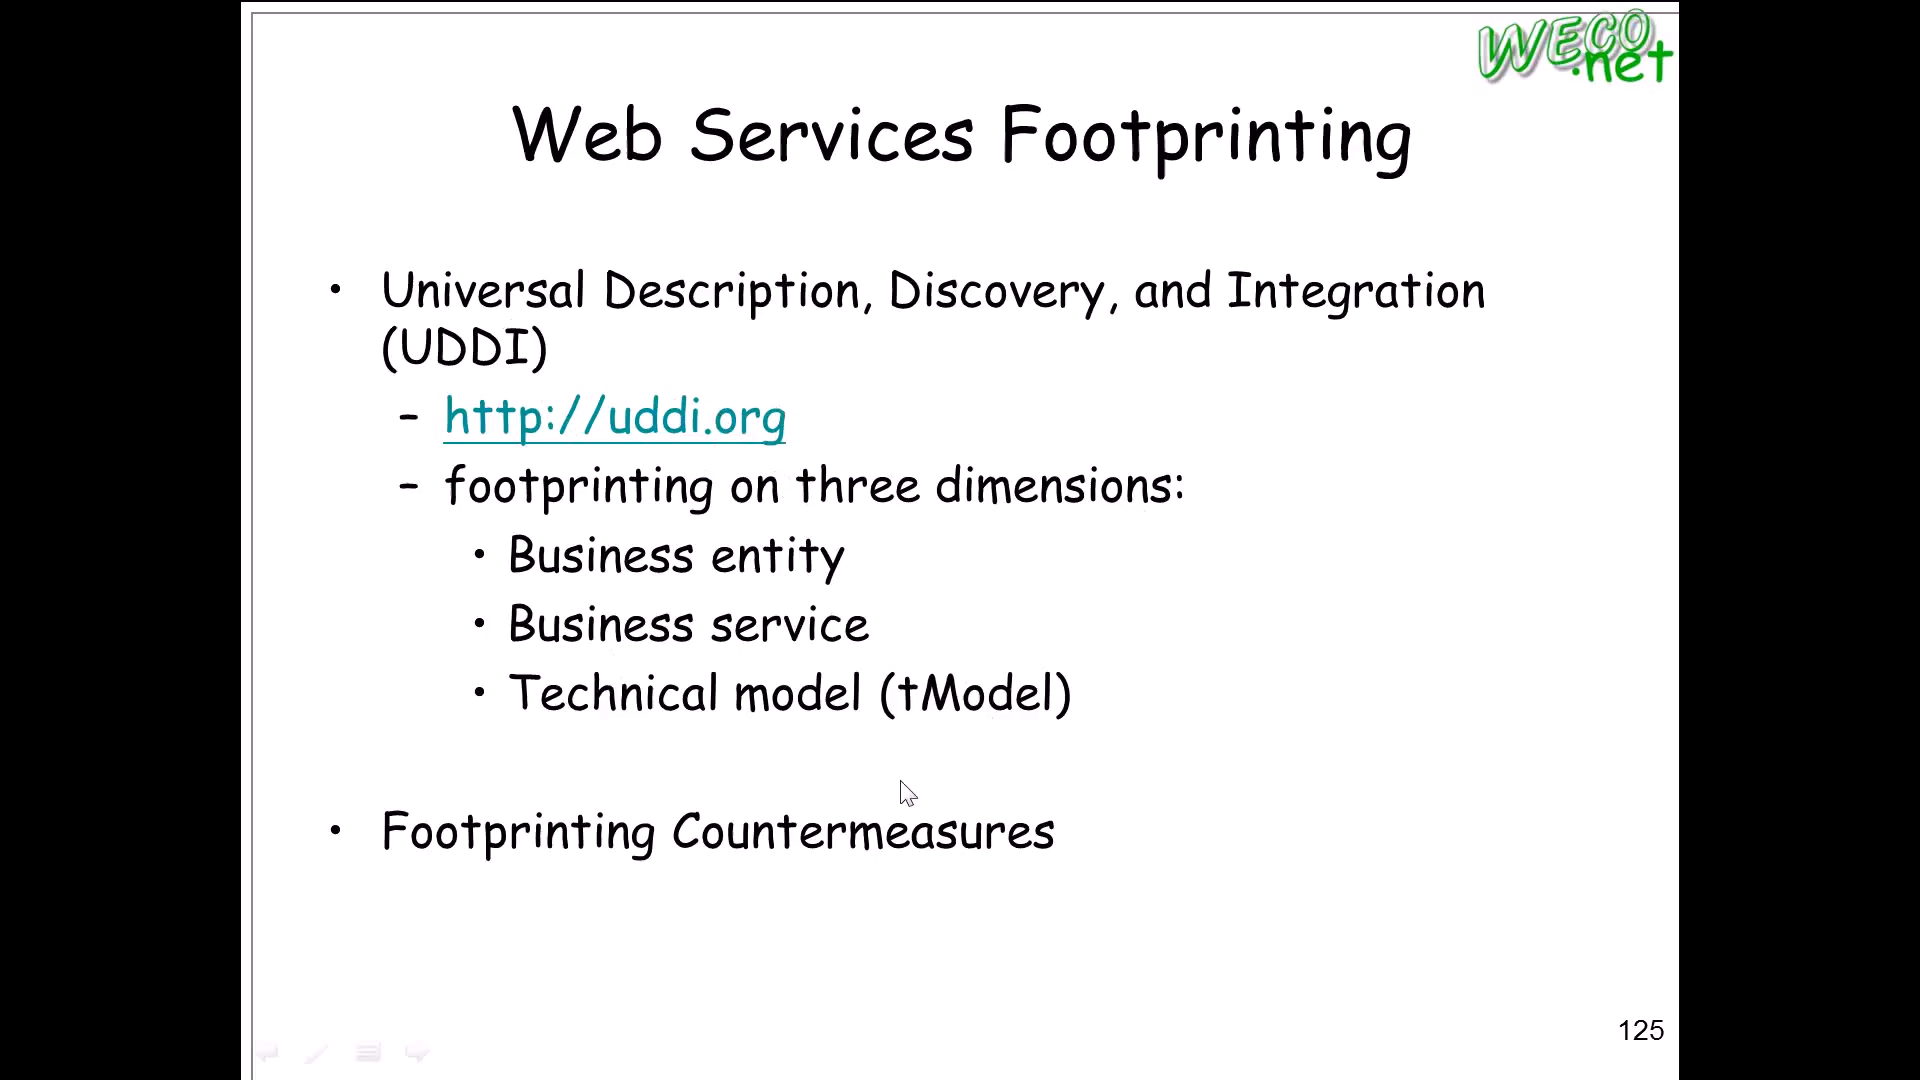 WECO
.net
Web Services Footprinting
• Universal Description, Discovery, and Integration
(UDDI)
– http://uddi.org
– footprinting on three dimensions:
• Business entity
• Business service
• Technical model (tModel)
• Footprinting Countermeasures
125